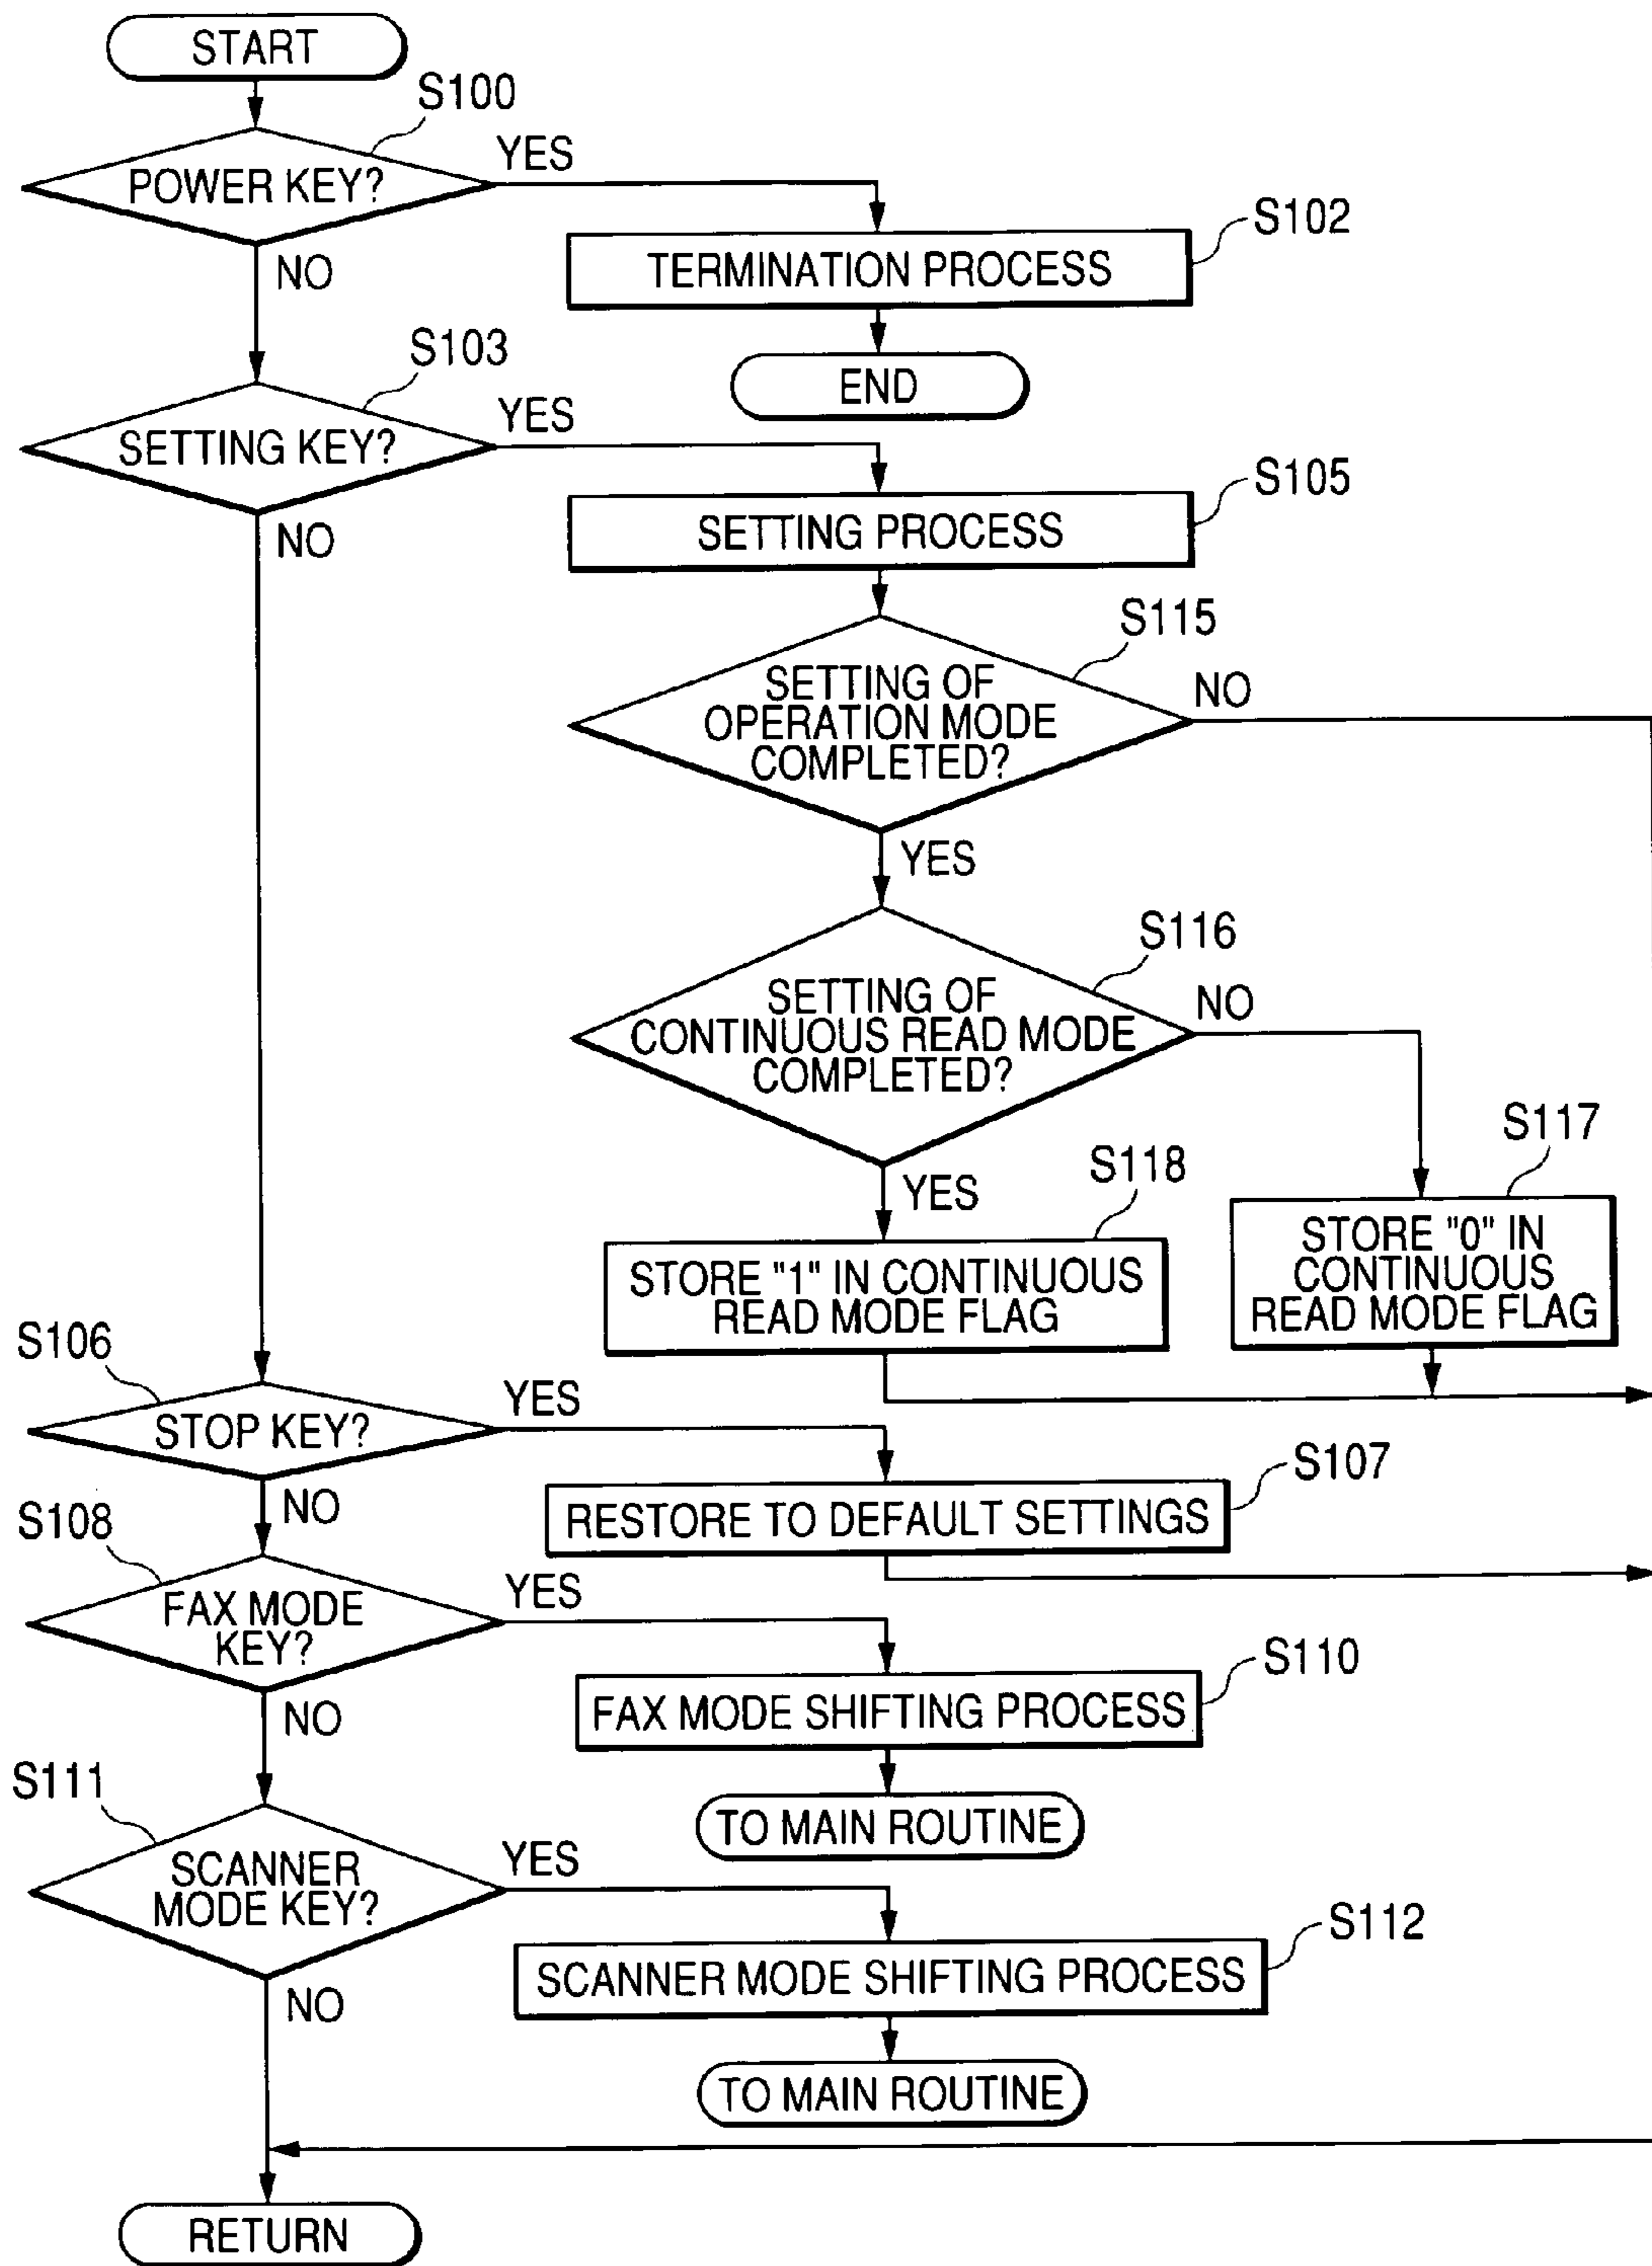 START
S100
POWER KEY?
YES
NO
S102
TERMINATION PROCESS
END
S103
SETTING KEY?
YES
NO
S105
SETTING PROCESS
S115
SETTING OF
OPERATION MODE
COMPLETED?
NO
YES
S116
SETTING OF
CONTINUOUS READ MODE
COMPLETED?
NO
YES
S117
STORE "0" IN
CONTINUOUS
READ MODE FLAG
S118
STORE "1" IN CONTINUOUS
READ MODE FLAG
S106
STOP KEY?
YES
NO
S107
RESTORE TO DEFAULT SETTINGS
S108
FAX MODE
KEY?
YES
NO
S110
FAX MODE SHIFTING PROCESS
TO MAIN ROUTINE
S111
SCANNER
MODE KEY?
YES
NO
S112
SCANNER MODE SHIFTING PROCESS
TO MAIN ROUTINE
RETURN